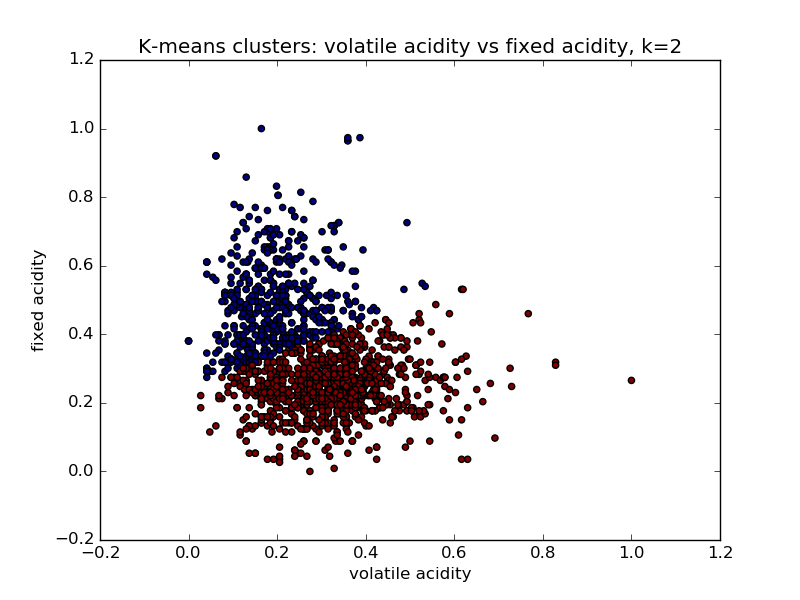 K-means clusters: volatile acidity vs fixed acidity, k=2
1.2
1.0
0.8
0.6
0.4
0.2
0.0
−0.2
fixed acidity
−0.2 0.0 0.2 0.4 0.6 0.8 1.0 1.2
volatile acidity